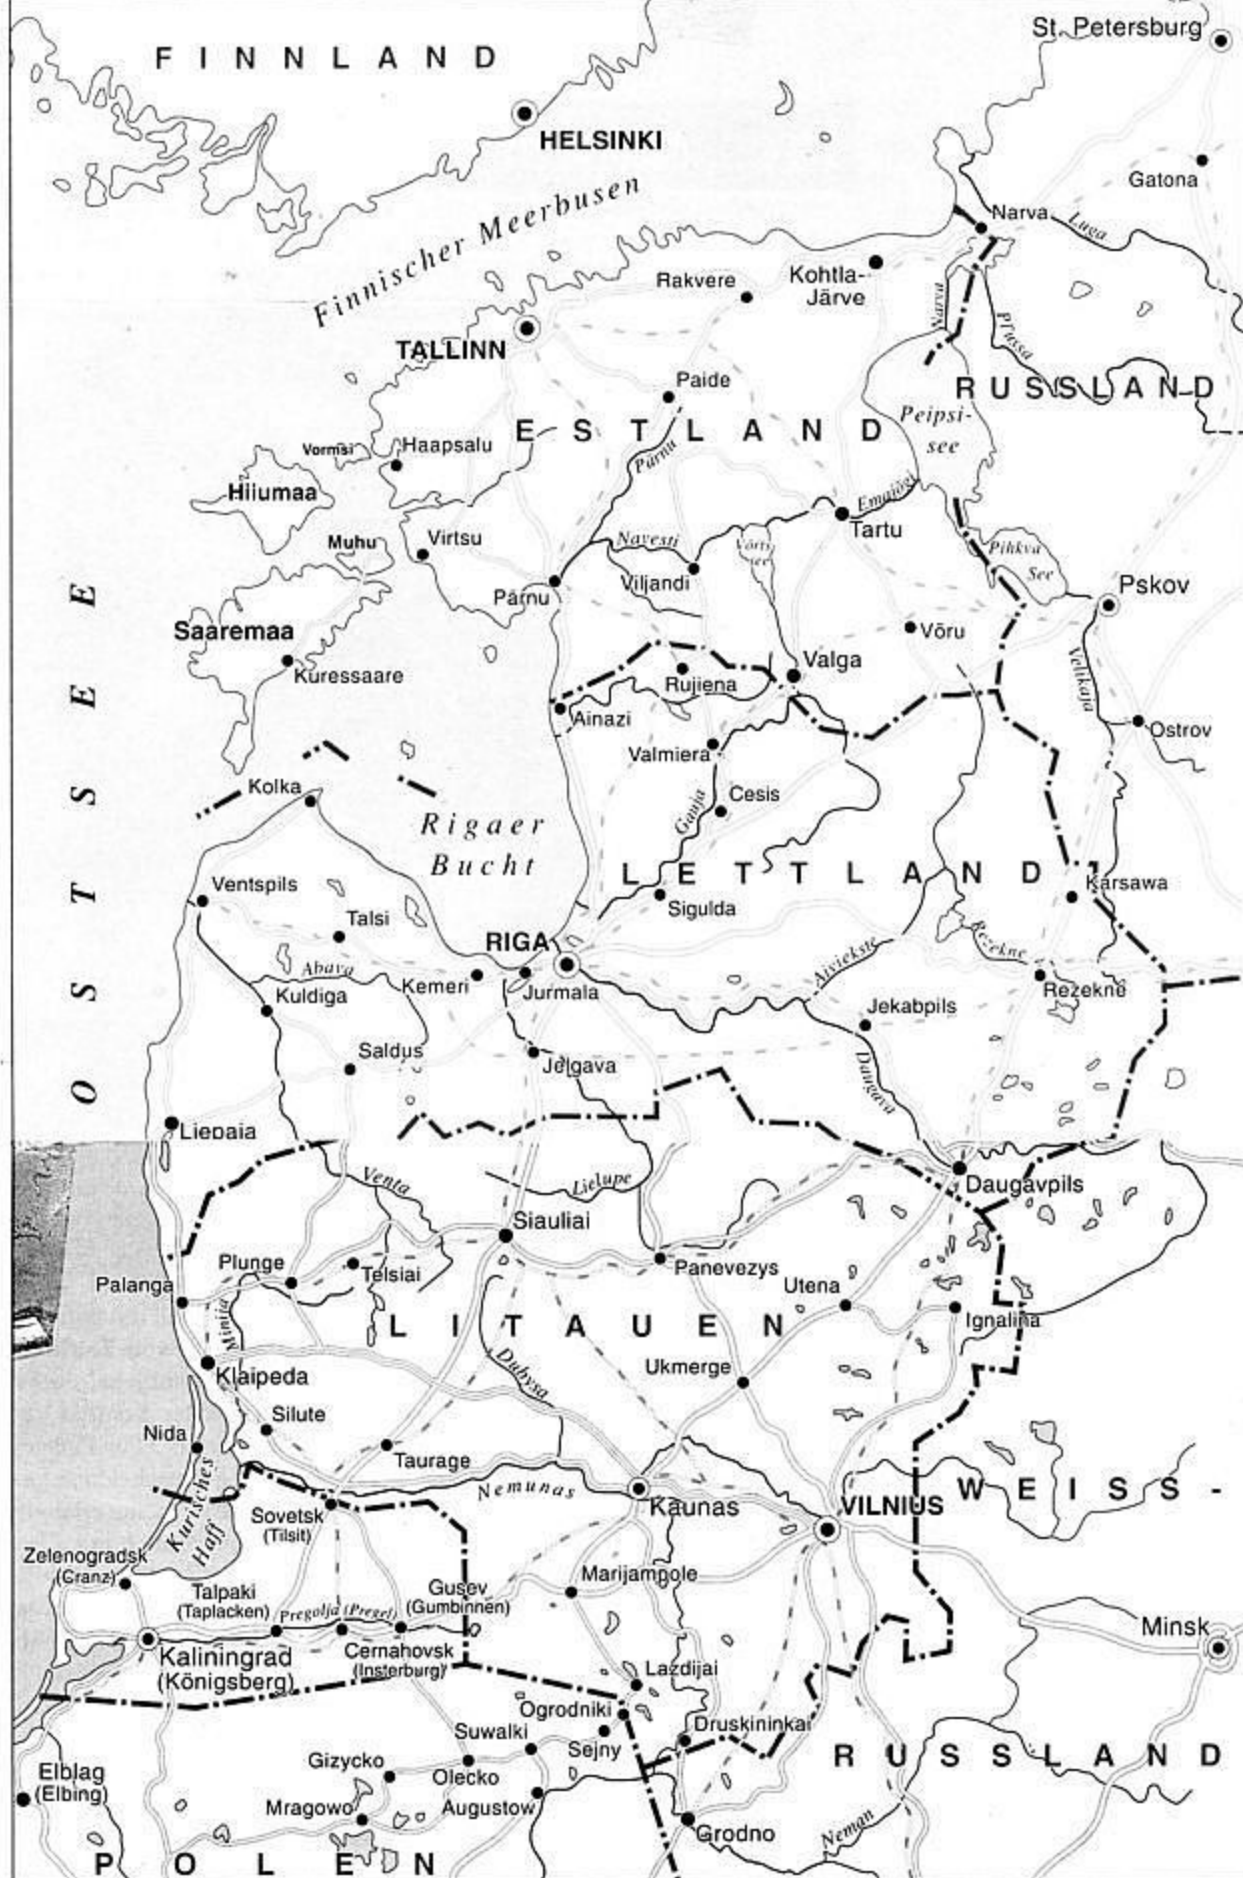 FINNLAND
St. Petersburg
HELSINKI
Gatona
Finnischer Meerbusen
Narva
Luga
Rakvere
Kohtla-
Järve
Narva
Plussa
TALLINN
RUSSLAND
Paide
Peipsi-
see
ESTLAND
Vormsi
Haapsalu
Pärnu
Hiiumaa
Emajõgi
Tartu
Muhu
Virtsu
Navesti
Võrts
see
Pihkva
See
Viljandi
Pskov
Pärnu
Saaremaa
Võru
Valga
Kuressaare
Rujiena
Velikaja
Ainazi
Ostrov
OSTSEE
Valmiera
Kolka
Cesis
Gauja
Rigaer
Bucht
LETTLAND
Karsawa
Ventspils
Sigulda
Talsi
RIGA
Rezekne
Aiviekste
Abava
Kemeri
Jurmala
Rezekne
Kuldiga
Jekabpils
Saldus
Jelgava
Daugava
Liepaia
Venta
Lielupe
Daugavpils
Siauliai
Plunge
Telsiai
Panevezys
Palanga
Utena
Ignalina
Minija
LITAUEN
Dubysa
Ukmerge
Klaipeda
Silute
Nida
Taurage
Kurisches
Haff
Nemunas
Kaunas
WEISS-
VILNIUS
Sovetsk
(Tilsit)
Zelenogradsk
(Cranz)
Talpaki
(Taplacken)
Gusev
(Gumbinnen)
Marijampole
Pregolja (Pregel)
Minsk
Kaliningrad
(Königsberg)
Cernahovsk
(Insterburg)
Lazdijai
Ogrodniki
Druskininkai
Suwalki
Sejny
Gizycko
RUSSLAND
Olecko
Elblag
(Elbing)
Mragowo
Augustow
Grodno
Neman
POLEN